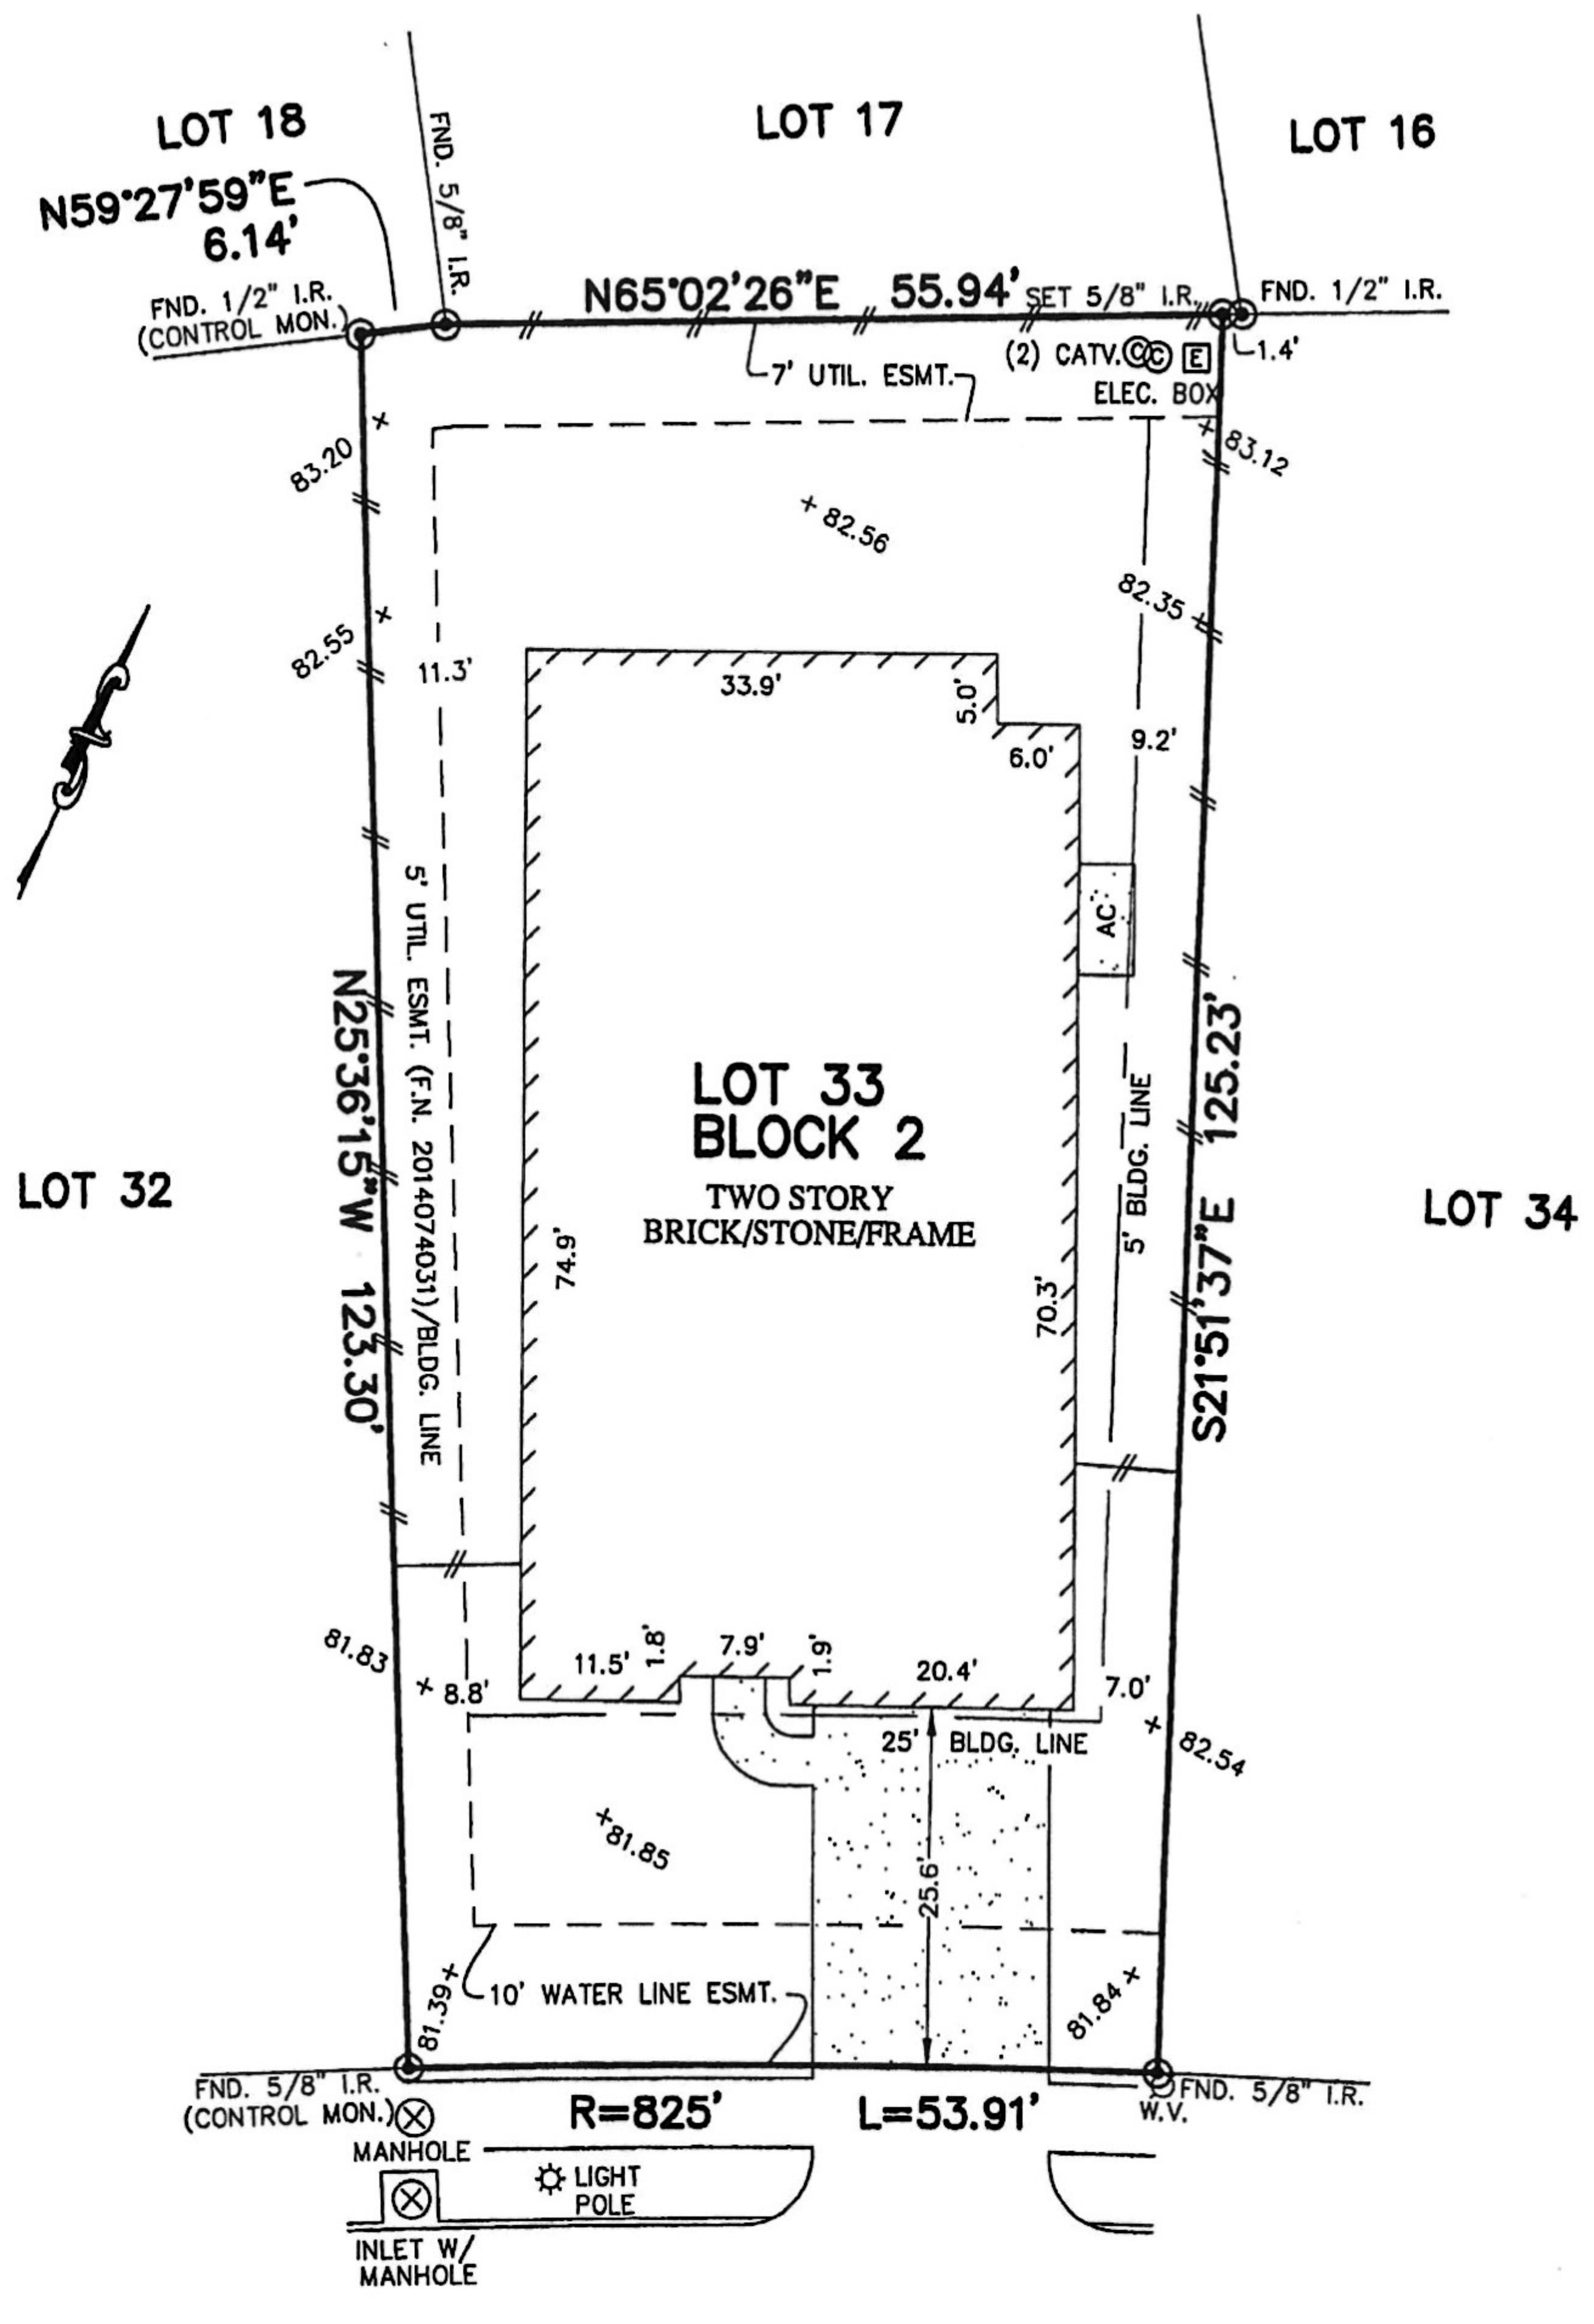 LOT 18
LOT 17
LOT 16
N59°27'59"E
6.14'
FND. 5/8" I.R.
FND. 1/2" I.R.
(CONTROL MON.)
N65°02'26"E 55.94'
SET 5/8" I.R.
FND. 1/2" I.R.
(2) CATV. C C E
1.4'
7' UTIL. ESMT.
ELEC. BOX
83.20
83.12
82.56
82.35
82.55
11.3'
33.9'
5.0'
6.0'
9.2'
AC
5' UTIL. ESMT. (F.N. 2014074031)/BLDG. LINE
N25°36'15"W 123.30'
LOT 33
BLOCK 2
TWO STORY
BRICK/STONE/FRAME
5' BLDG. LINE
S21°51'37"E 125.23'
LOT 32
LOT 34
74.9'
70.3'
81.83
8.8'
11.5'
1.8'
7.9'
1.9'
20.4'
7.0'
25' BLDG. LINE
82.54
81.85
25.6'
10' WATER LINE ESMT.
81.39
81.84
FND. 5/8" I.R.
(CONTROL MON.)
R=825' L=53.91'
FND. 5/8" I.R.
W.V.
MANHOLE
LIGHT
POLE
INLET W/
MANHOLE